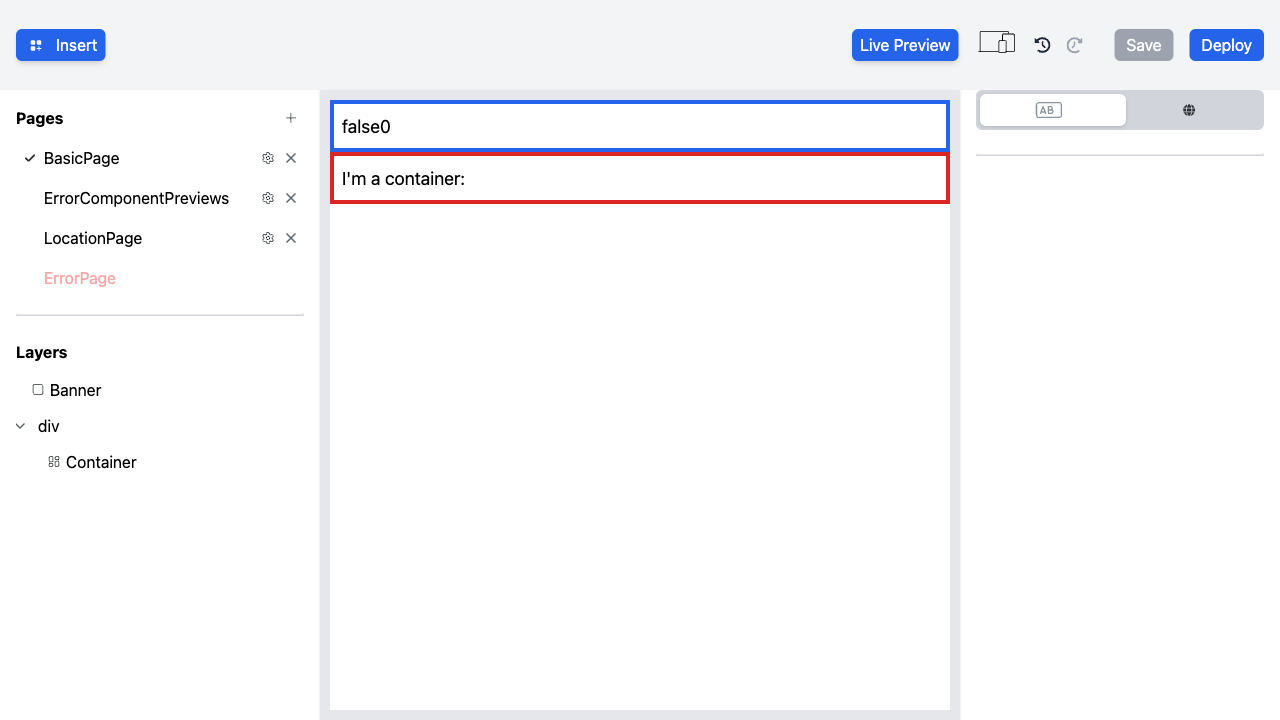 Insert
Live Preview
Save
Deploy
Pages
BasicPage
ErrorComponentPreviews
LocationPage
ErrorPage
Layers
Banner
div
Container
false0
I'm a container:
AB